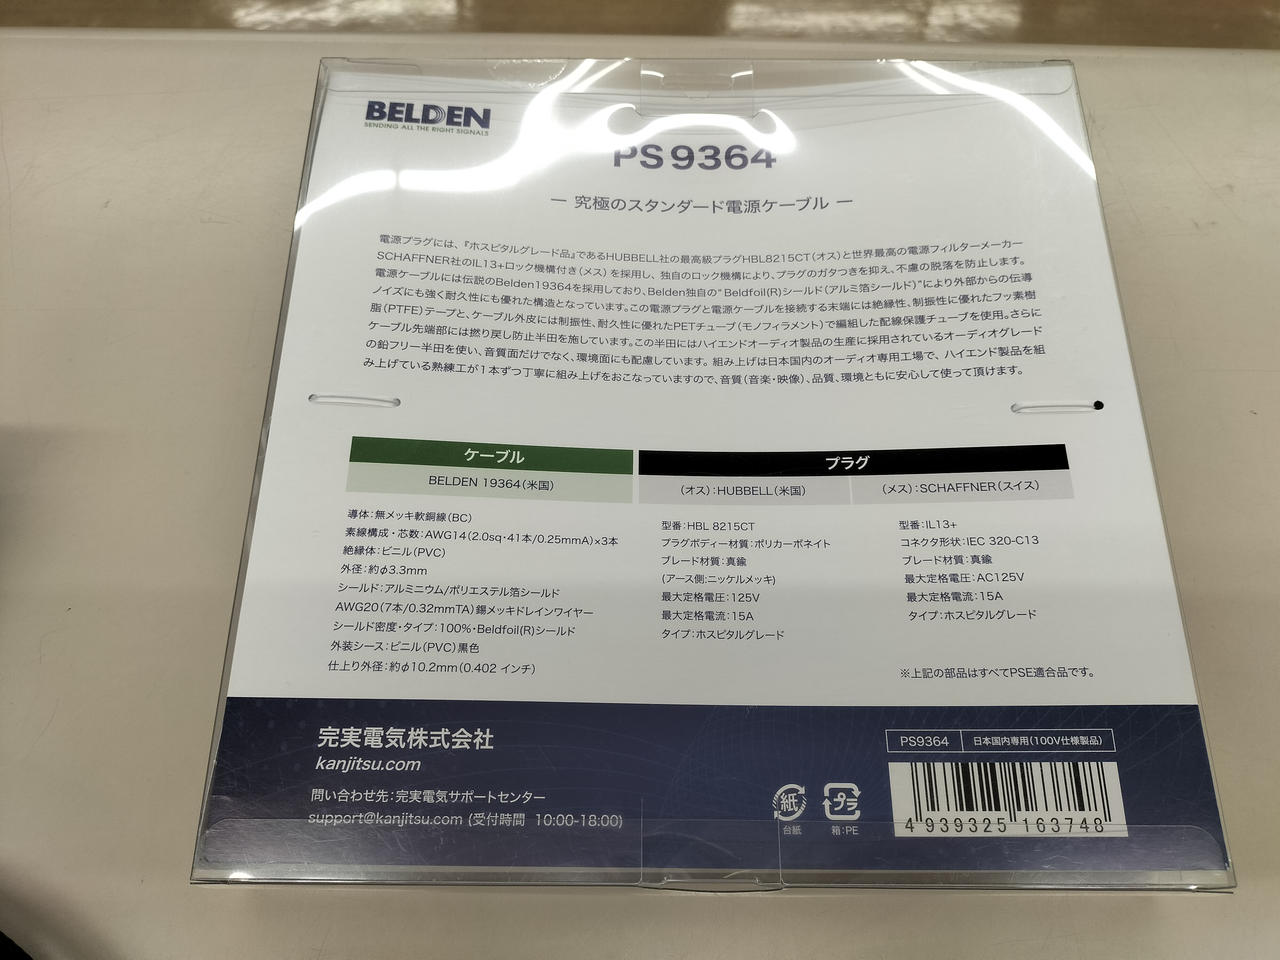 BELDEN
SENDING ALL THE RIGHT SIGNALS
PS9364
― 究極のスタンダード電源ケーブル ―
電源プラグには、『ホスピタルグレード品』であるHUBBELL社の最高級プラグHBL8215CT(オス)と世界最高の電源フィルターメーカー
SCHAFFNER社のIL13+ロック機構付き(メス) を採用し、独自のロック機構により、プラグのガタつきを抑え、不慮の脱落を防止します。
電源ケーブルには伝説のBelden19364を採用しており、Belden独自の"Beldfoil(R)シールド(アルミ箔シールド)"により外部からの伝導
ノイズにも強く耐久性にも優れた構造となっています。この電源プラグと電源ケーブルを接続する末端には絶縁性、制振性に優れたフッ素樹
脂(PTFE)テープと、ケーブル外皮には制振性、耐久性に優れたPETチューブ(モノフィラメント)で編組した配線保護チューブを使用。さらに
ケーブル先端部には撚り戻し防止半田を施しています。この半田にはハイエンドオーディオ製品の生産に採用されているオーディオグレード
の鉛フリー半田を使い、音質面だけでなく、環境面にも配慮しています。組み上げは日本国内のオーディオ専用工場で、ハイエンド製品を組
み上げている熟練工が1本ずつ丁寧に組み上げをおこなっていますので、音質(音楽・映像)、品質、環境ともに安心して使って頂けます。
ケーブル
プラグ
BELDEN 19364(米国)
(オス):HUBBELL(米国)
(メス):SCHAFFNER(スイス)
導体:無メッキ軟銅線(BC)
素線構成・芯数:AWG14(2.0sq・41本/0.25mmA)×3本
絶縁体:ビニル(PVC)
外径:約φ3.3mm
シールド:アルミニウム/ポリエステル箔シールド
AWG20(7本/0.32mmTA)錫メッキドレインワイヤー
シールド密度・タイプ:100%・Beldfoil(R)シールド
外装シース:ビニル(PVC)黒色
仕上り外径:約φ10.2mm(0.402 インチ)
型番:HBL 8215CT
プラグボディー材質:ポリカーボネイト
ブレード材質:真鍮
(アース側:ニッケルメッキ)
最大定格電圧:125V
最大定格電流:15A
タイプ:ホスピタルグレード
型番:IL13+
コネクタ形状:IEC 320-C13
ブレード材質:真鍮
最大定格電圧:AC125V
最大定格電流:15A
タイプ:ホスピタルグレード
※上記の部品はすべてPSE適合品です。
完実電気株式会社
kanjitsu.com
問い合わせ先:完実電気サポートセンター
support@kanjitsu.com (受付時間 10:00-18:00)
紙
台紙
プラ
箱:PE
PS9364
日本国内専用(100V仕様製品)
4 939325 163748